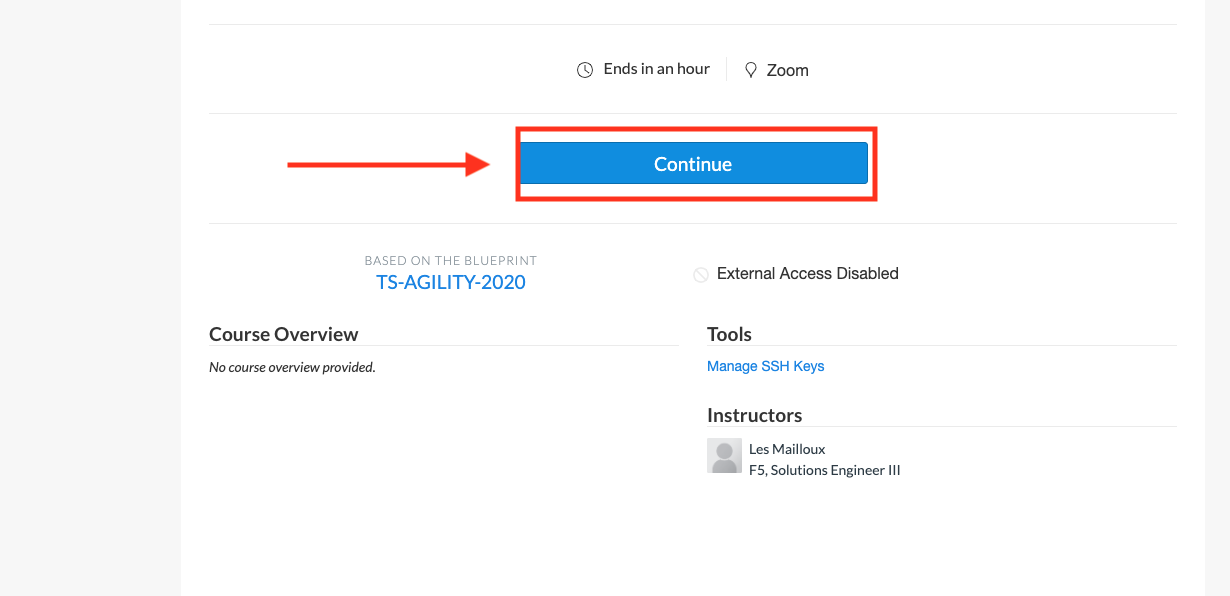 Ends in an hour
Zoom
Continue
BASED ON THE BLUEPRINT
TS-AGILITY-2020
External Access Disabled
Course Overview
No course overview provided.
Tools
Manage SSH Keys
Instructors
Les Mailloux
F5, Solutions Engineer III